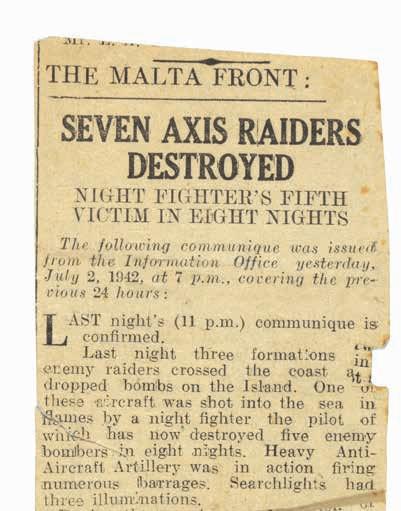 THE MALTA FRONT:
SEVEN AXIS RAIDERS
DESTROYED
NIGHT FIGHTER'S FIFTH
VICTIM IN EIGHT NIGHTS
The following communique was issued
from the Information Office yesterday,
July 2, 1942, at 7 p.m., covering the pre-
vious 24 hours:
LAST night's (11 p.m.) communique is
confirmed.
Last night three formations
enemy raiders crossed the coast
dropped bombs on the Island. One of
these aircraft was shot into the sea in
flames by a night fighter the pilot of
which has now destroyed five enemy
bombers in eight nights. Heavy Anti-
Aircraft Artillery was in action firing
numerous barrages. Searchlights had
three illuminations.